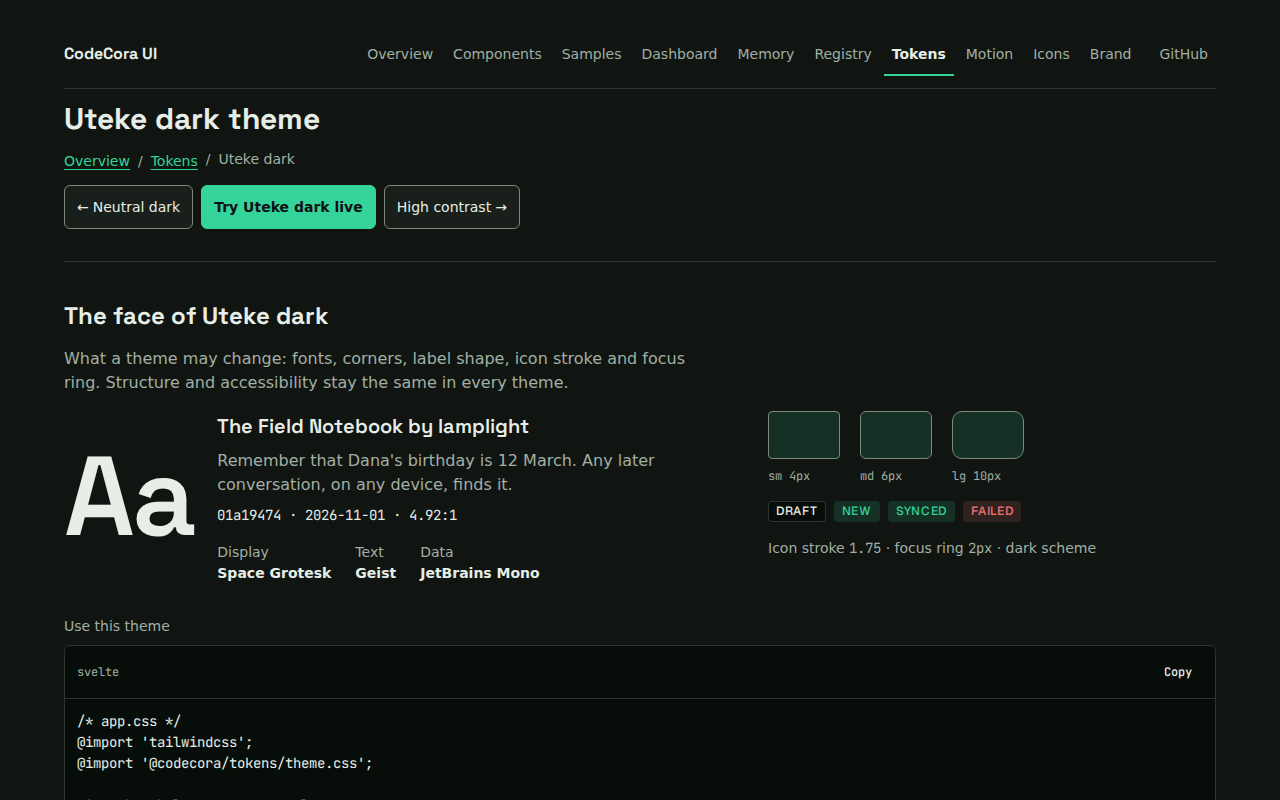 CodeCora UI
Overview Components Samples Dashboard Memory Registry Tokens Motion Icons Brand GitHub
Uteke dark theme
Overview / Tokens / Uteke dark
← Neutral dark
Try Uteke dark live
High contrast →
The face of Uteke dark
What a theme may change: fonts, corners, label shape, icon stroke and focus
ring. Structure and accessibility stay the same in every theme.
Aa
The Field Notebook by lamplight
Remember that Dana's birthday is 12 March. Any later
conversation, on any device, finds it.
01a19474 · 2026-11-01 · 4.92:1
Display Text Data
Space Grotesk Geist JetBrains Mono
sm 4px md 6px lg 10px
DRAFT NEW SYNCED FAILED
Icon stroke 1.75 · focus ring 2px · dark scheme
Use this theme
svelte
Copy
/* app.css */
@import 'tailwindcss';
@import '@codecora/tokens/theme.css';